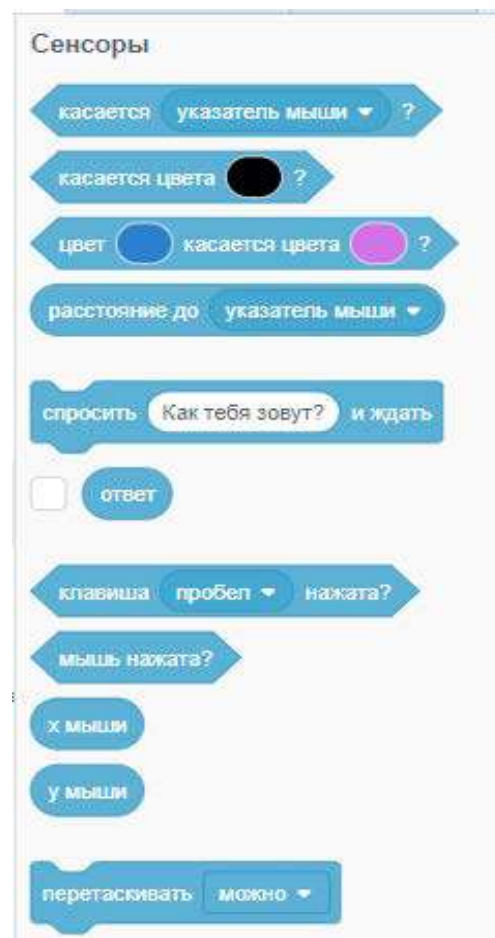 Сенсоры
касается указатель мыши ?
касается цвета ?
цвет касается цвета ?
расстояние до указатель мыши
спросить Как тебя зовут? и ждать
ответ
клавиша пробел нажата?
мышь нажата?
х мыши
у мыши
перетаскивать можно